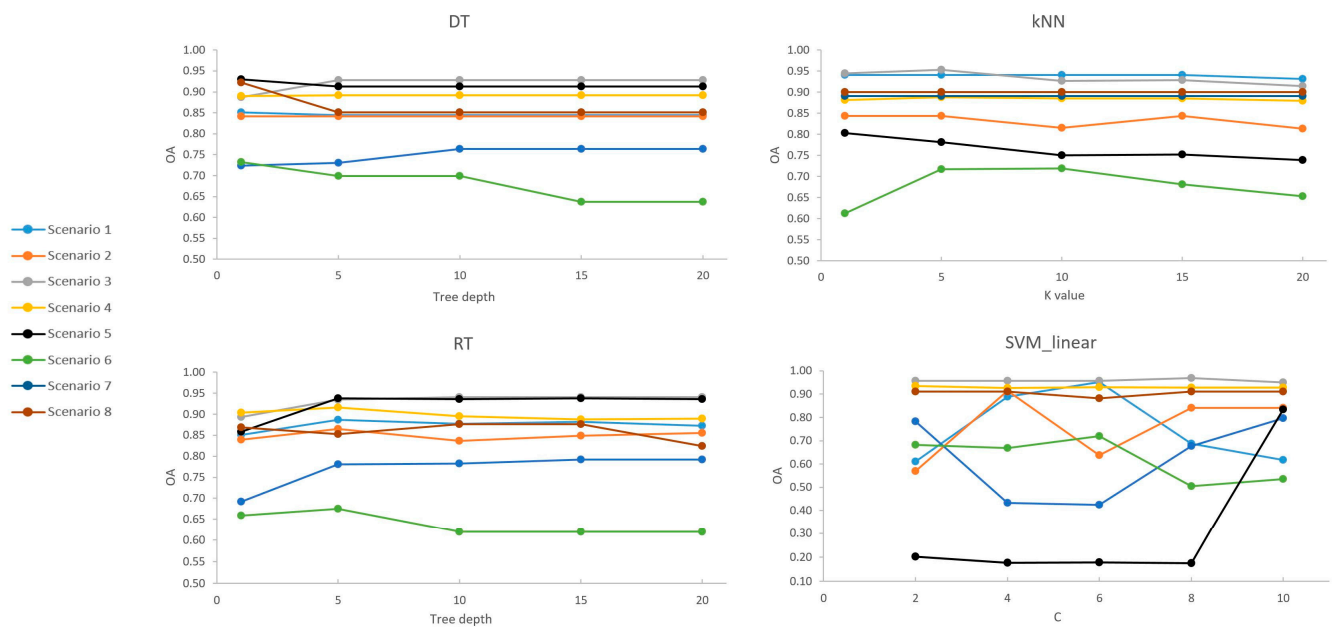 DT
OA
1.00
0.95
0.90
0.85
0.80
0.75
0.70
0.65
0.60
0.55
0.50
0 5 10 15 20
Tree depth
kNN
OA
1.00
0.95
0.90
0.85
0.80
0.75
0.70
0.65
0.60
0.55
0.50
0 5 10 15 20
K value
Scenario 1
Scenario 2
Scenario 3
Scenario 4
Scenario 5
Scenario 6
Scenario 7
Scenario 8
RT
OA
1.00
0.95
0.90
0.85
0.80
0.75
0.70
0.65
0.60
0.55
0.50
0 5 10 15 20
Tree depth
SVM_linear
OA
1.00
0.90
0.80
0.70
0.60
0.50
0.40
0.30
0.20
0.10
0 2 4 6 8 10
C